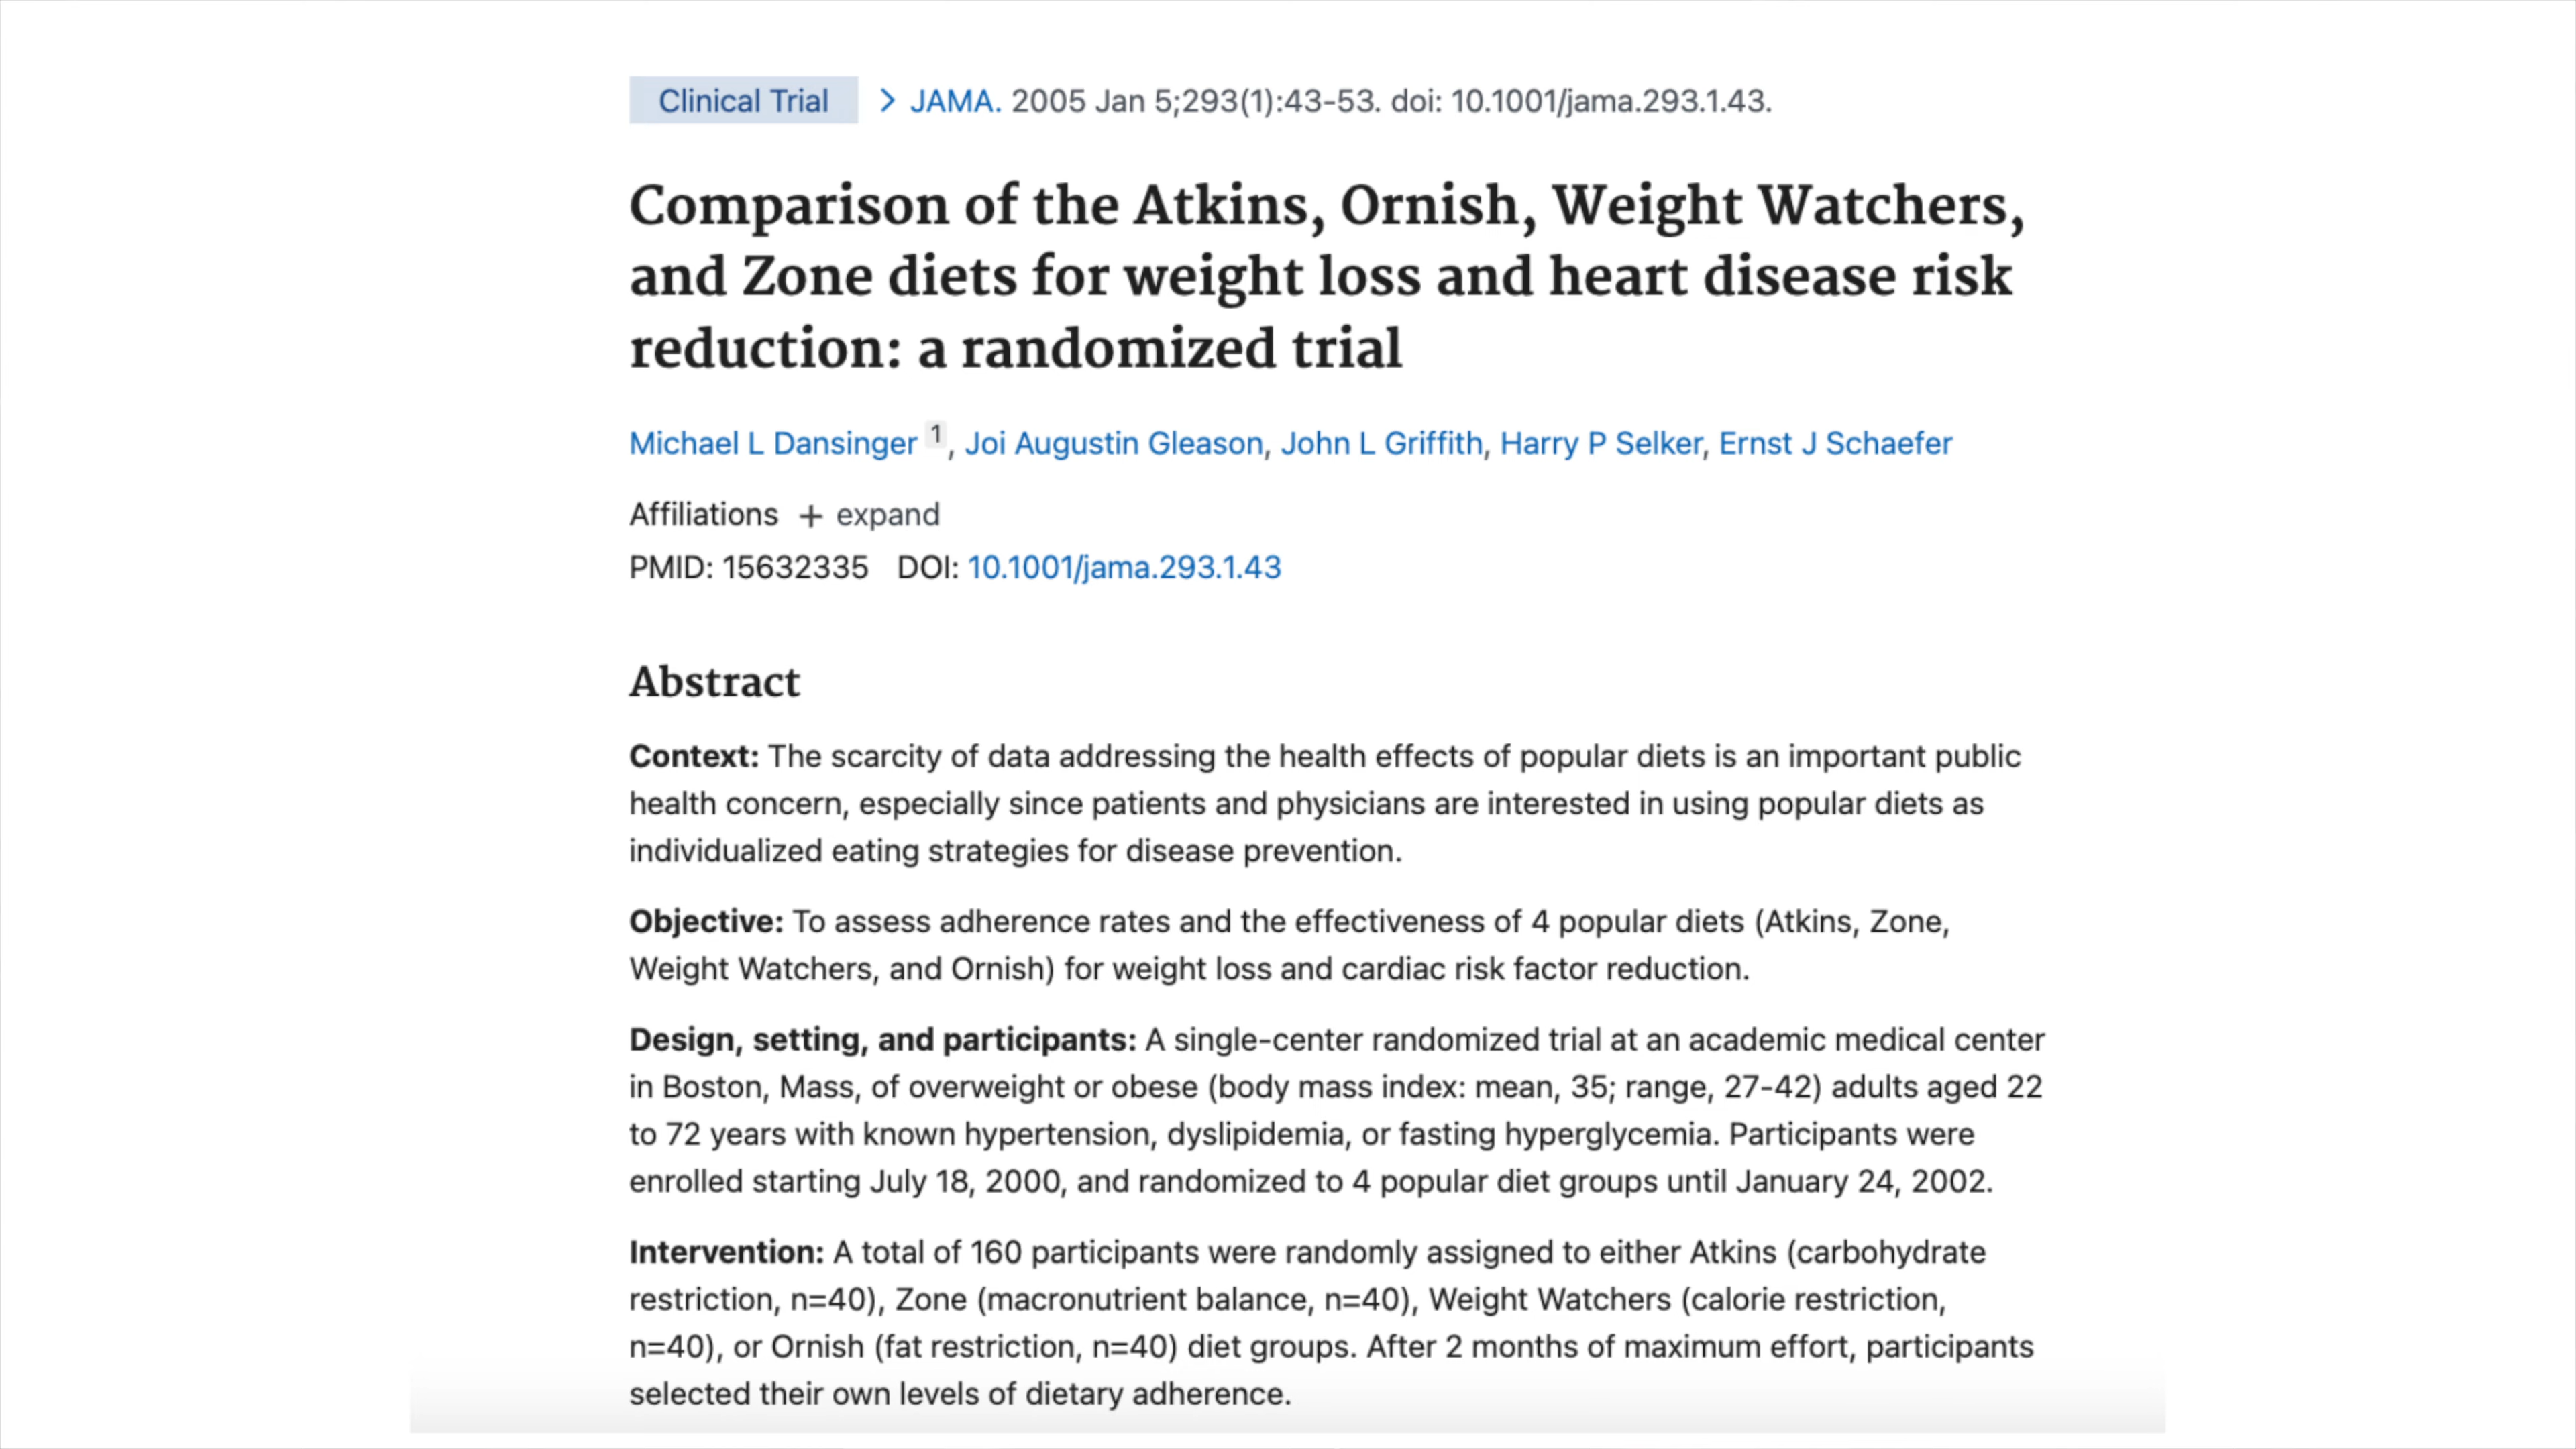 Clinical Trial > JAMA. 2005 Jan 5;293(1):43-53. doi: 10.1001/jama.293.1.43.
Comparison of the Atkins, Ornish, Weight Watchers,
and Zone diets for weight loss and heart disease risk
reduction: a randomized trial
Michael L Dansinger 1, Joi Augustin Gleason, John L Griffith, Harry P Selker, Ernst J Schaefer
Affiliations + expand
PMID: 15632335 DOI: 10.1001/jama.293.1.43
Abstract
Context: The scarcity of data addressing the health effects of popular diets is an important public
health concern, especially since patients and physicians are interested in using popular diets as
individualized eating strategies for disease prevention.
Objective: To assess adherence rates and the effectiveness of 4 popular diets (Atkins, Zone,
Weight Watchers, and Ornish) for weight loss and cardiac risk factor reduction.
Design, setting, and participants: A single-center randomized trial at an academic medical center
in Boston, Mass, of overweight or obese (body mass index: mean, 35; range, 27-42) adults aged 22
to 72 years with known hypertension, dyslipidemia, or fasting hyperglycemia. Participants were
enrolled starting July 18, 2000, and randomized to 4 popular diet groups until January 24, 2002.
Intervention: A total of 160 participants were randomly assigned to either Atkins (carbohydrate
restriction, n=40), Zone (macronutrient balance, n=40), Weight Watchers (calorie restriction,
n=40), or Ornish (fat restriction, n=40) diet groups. After 2 months of maximum effort, participants
selected their own levels of dietary adherence.